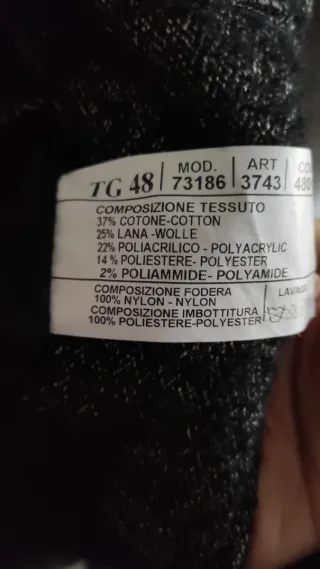 TG 48 MOD. 73186 ART 3743 480
COMPOSIZIONE TESSUTO
37% COTONE-COTTON
25% LANA -WOLLE
22% POLIACRILICO - POLYACRYLIC
14 % POLIESTERE- POLYESTER
2% POLIAMMIDE- POLYAMIDE
COMPOSIZIONE FODERA
100% NYLON - NYLON
COMPOSIZIONE IMBOTTITURA
100% POLIESTERE-POLYESTER